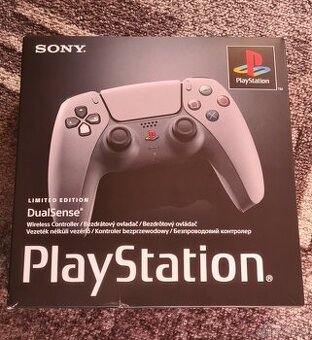 SONY
PlayStation
TM
LIMITED EDITION
DualSense®
Wireless Controller / Bezdrátový ovladač / Bezdrôtový ovládač
Vezeték nélküli vezérlő / Kontroler bezprzewodowy / Беспроводной контроллер
PlayStation®